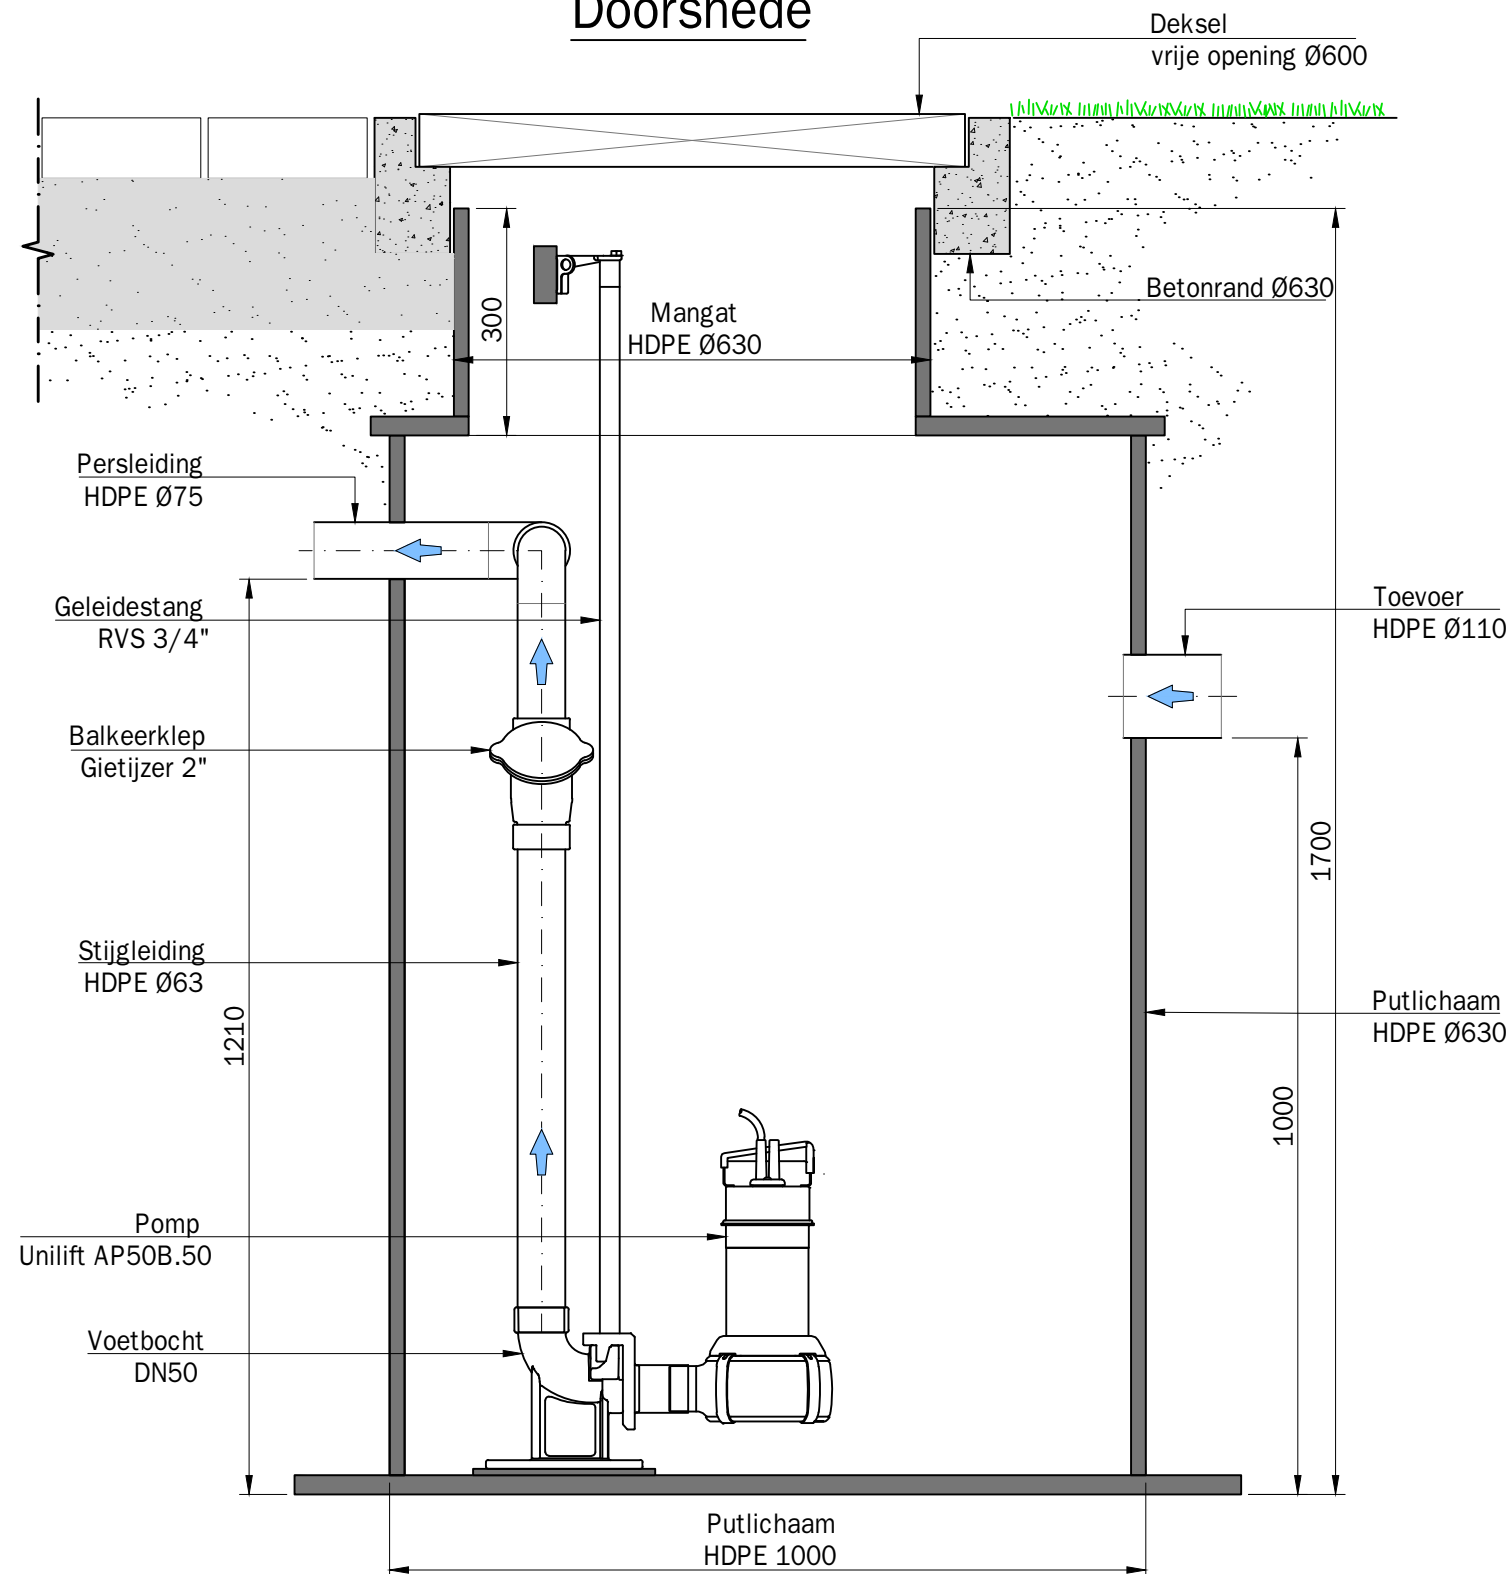 Doorsnede
Deksel
vrije opening Ø600
Betonrand Ø630
Mangat
HDPE Ø630
300
Persleiding
HDPE Ø75
Geleidestang
RVS 3/4"
Toevoer
HDPE Ø110
Balkeerklep
Gietijzer 2"
1700
Stijgleiding
HDPE Ø63
Putlichaam
HDPE Ø630
1210
1000
Pomp
Unilift AP50B.50
Voetbocht
DN50
Putlichaam
HDPE 1000